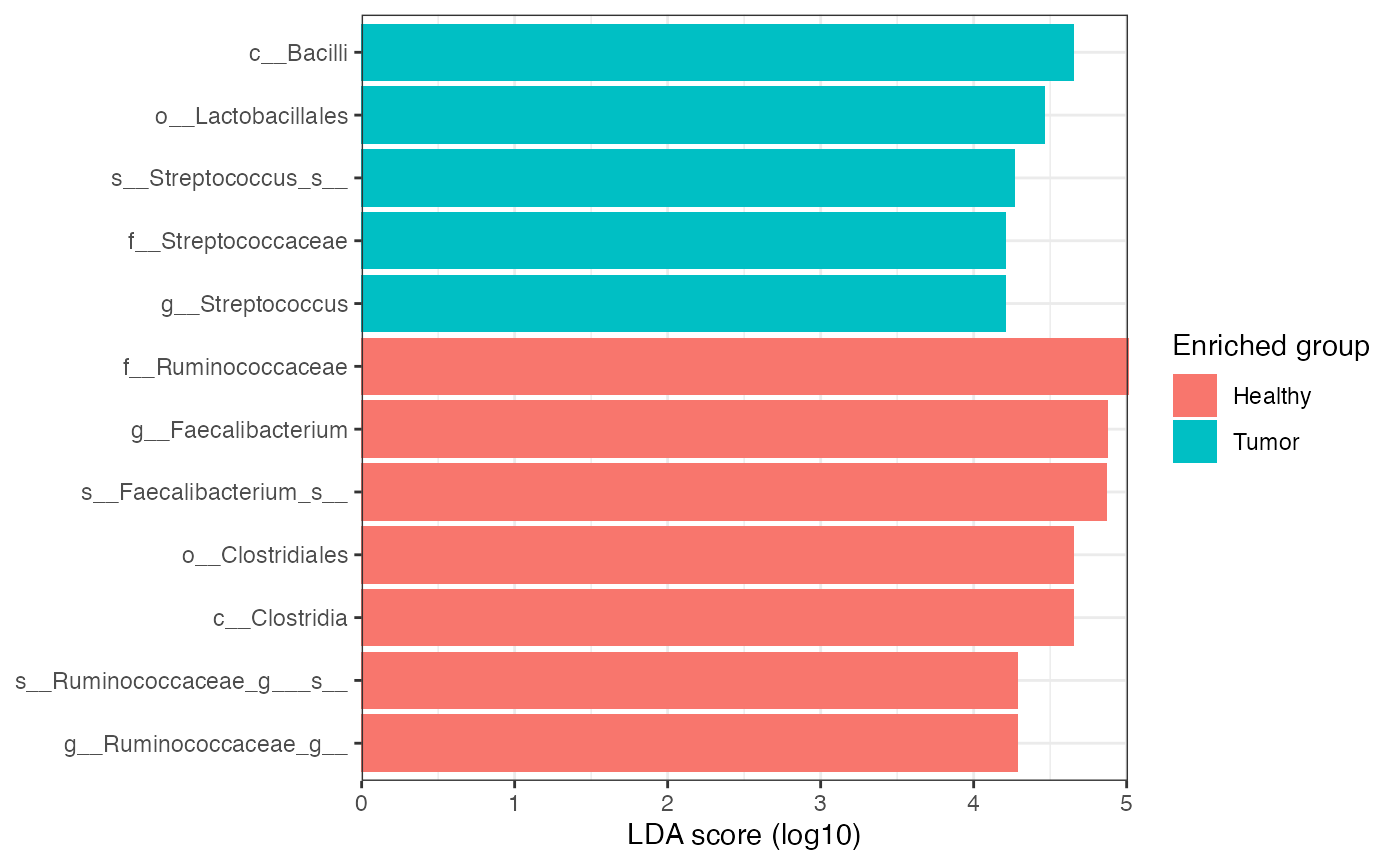 c__Bacilli
o__Lactobacillales
s__Streptococcus_s__
f__Streptococcaceae
g__Streptococcus
f__Ruminococcaceae
g__Faecalibacterium
s__Faecalibacterium_s__
o__Clostridiales
c__Clostridia
s__Ruminococcaceae_g___s__
g__Ruminococcaceae_g__
0 1 2 3 4 5
LDA score (log10)
Enriched group
Healthy
Tumor